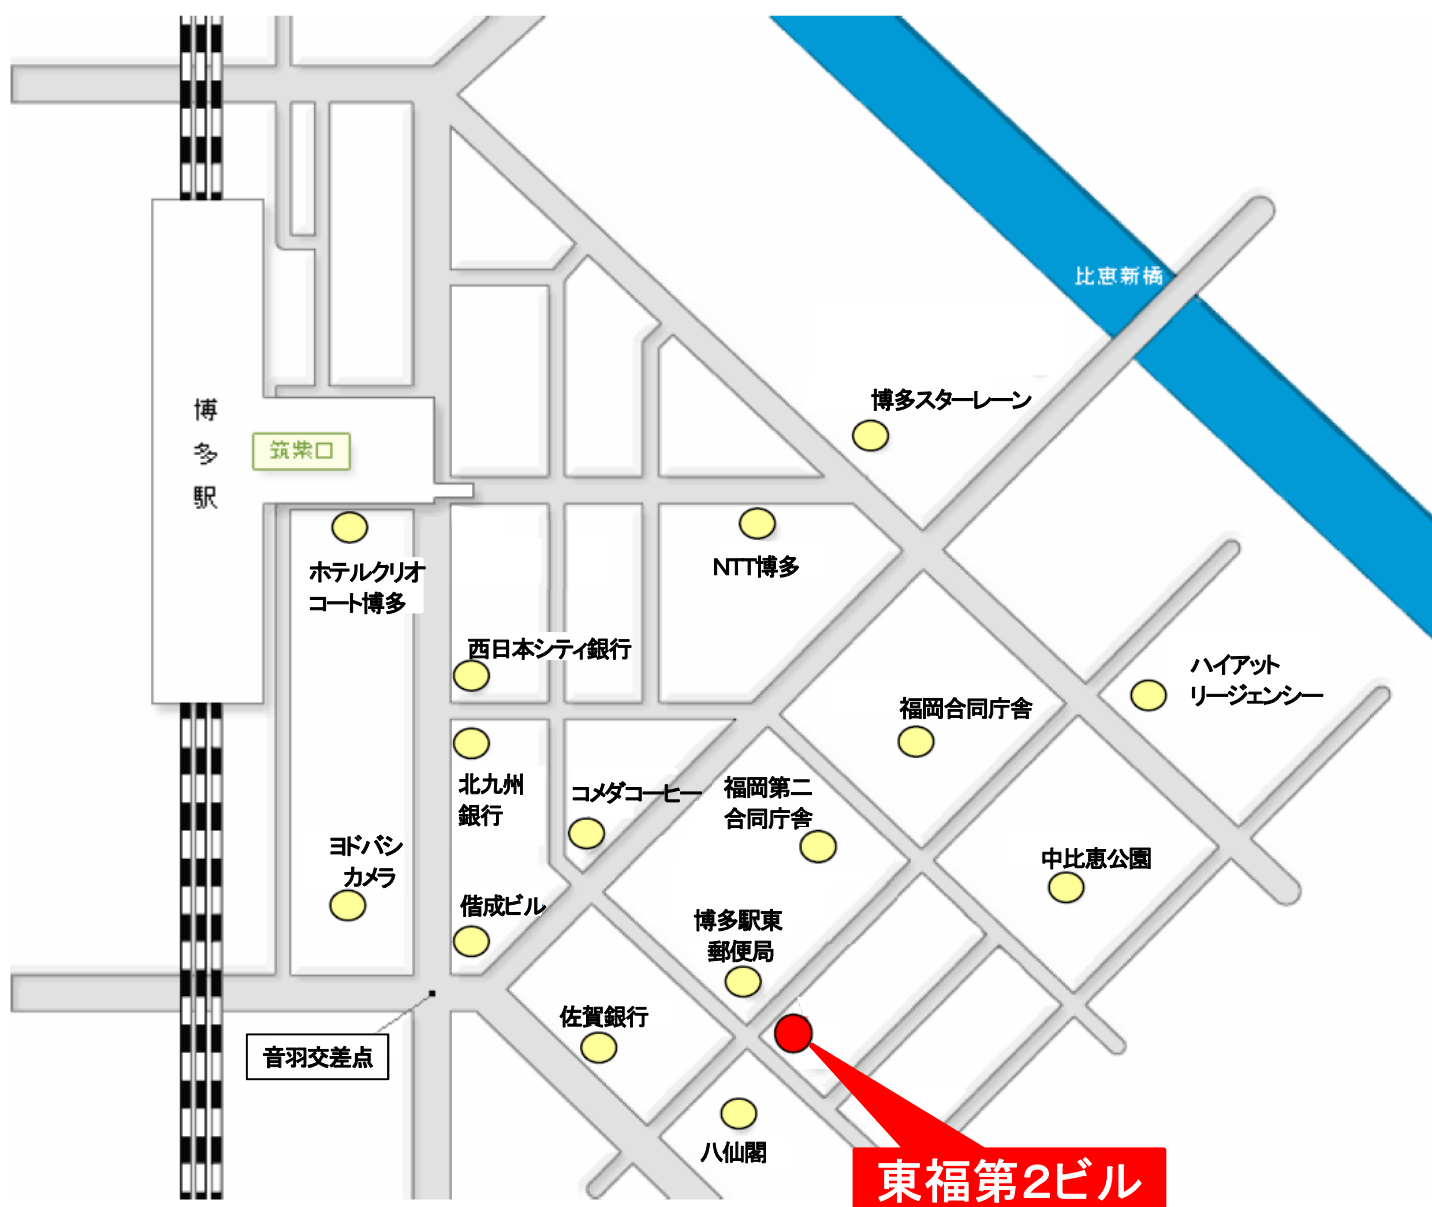 比恵新橋
博多スターレーン
博多駅
筑紫口
ホテルクリオ
コート博多
NTT博多
西日本シティ銀行
ハイアット
リージェンシー
福岡合同庁舎
北九州
銀行
コメダコーヒー
福岡第二
合同庁舎
ヨドバシ
カメラ
中比恵公園
偕成ビル
博多駅東
郵便局
佐賀銀行
音羽交差点
八仙閣
東福第2ビル